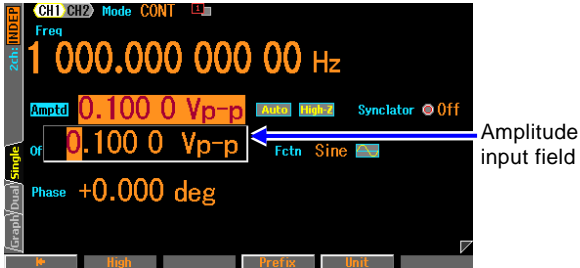 CH1 CH2 Mode CONT
2ch: INDEP
Freq
1 000.000 000 00 Hz
Amptd 0.100 0 Vp-p Auto High-Z Synclator Off
Of 0.100 0 Vp-p Fctn Sine
Amplitude
input field
Phase +0.000 deg
Single
Dual
Graph
High Prefix Unit